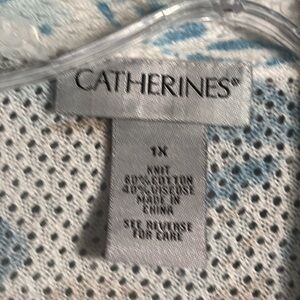 CATHERINES®
1X
KNIT
60%COTTON
40%VISCOSE
MADE IN
CHINA
SEE REVERSE
FOR CARE